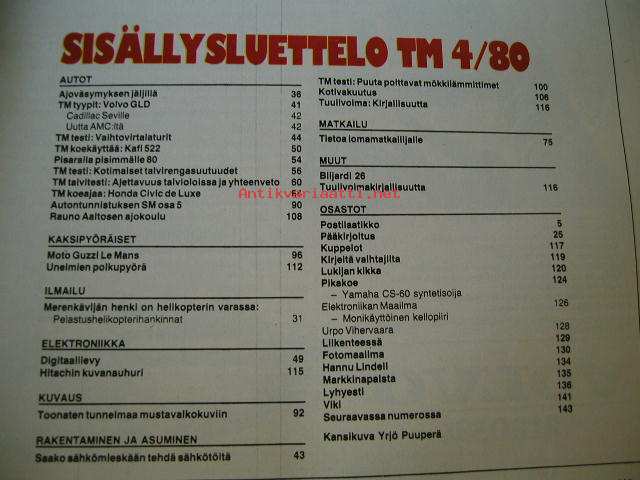 SISÄLLYSLUETTELO TM 4/80
AUTOT
Ajoväsymyksen jäljillä 36
TM tyypit: Volvo GLD 41
Cadillac Seville 42
Uutta AMC:ltä 42
TM testi: Vaihtovirtalaturit 44
TM koekäyttää: Kafi 522 50
Pisaralla pisimmälle 80 54
TM testi: Kotimaiset talvirengasuutuudet 56
TM talvitesti: Ajettavuus talvioloissa ja yhteenveto 60
TM koeajaa: Honda Civic de Luxe
Autontunnistuksen SM osa 5 90
Rauno Aaltosen ajokoulu 108
KAKSIPYÖRÄISET
Moto Guzzi Le Mans 96
Unelmien polkupyörä 112
ILMAILU
Merenkävijän henki on helikopterin varassa:
Pelastushelikopterihankinnat 31
ELEKTRONIIKKA
Digitaalilevy 49
Hitachin kuvanauhuri 115
KUVAUS
Toonaten tunnelmaa mustavalkokuviin 92
RAKENTAMINEN JA ASUMINEN
Saako sähkömieskään tehdä sähkötöitä 43
TM testi: Puuta polttavat mökkilämmittimet 100
Kotivakuutus 106
Tuulivoima: Kirjallisuutta 116
MATKAILU
Tietoa lomamatkailijalle 75
MUUT
Biljardi 26
Tuulivoimakirjallisuutta 116
OSASTOT
Postilaatikko 5
Pääkirjoitus 25
Kuppelot 117
Kirjeitä vaihtajilta 119
Lukijan kikka 120
Pikakoe 124
– Yamaha CS-60 syntetisoija
Elektroniikan Maailma 126
– Monikäyttöinen kellopiiri
Urpo Vihervaara 128
Liikenteessä 129
Fotomaailma 130
Hannu Lindell 134
Markkinapaista 135
Lyhyesti 136
Viki 141
Seuraavassa numerossa 143
Kansikuva Yrjö Puuperä
Antikvariaatti.net